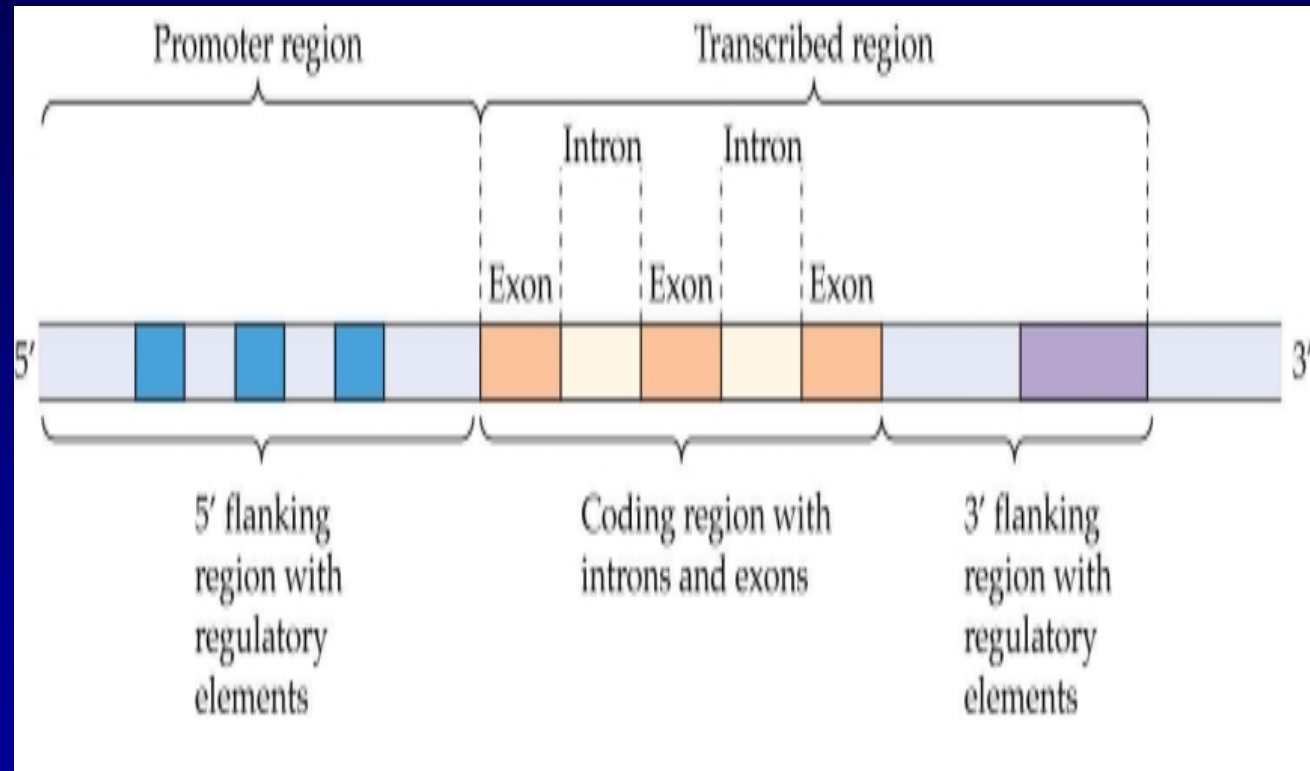 Promoter region
Transcribed region
Intron
Intron
Exon
Exon
Exon
5′
3′
5′ flanking
region with
regulatory
elements
Coding region with
introns and exons
3′ flanking
region with
regulatory
elements